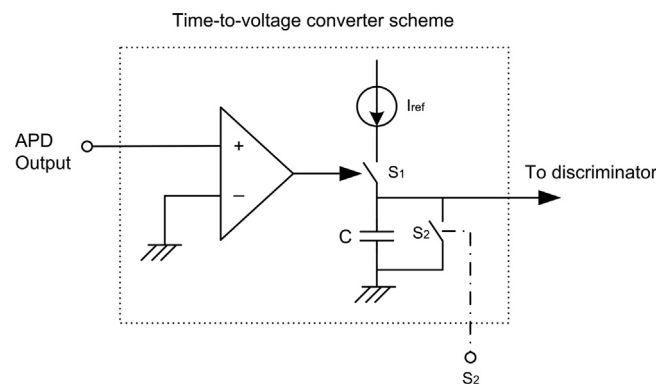 Time-to-voltage converter scheme
Iref
APD
Output
+
−
S1
To discriminator
C
S2
S2